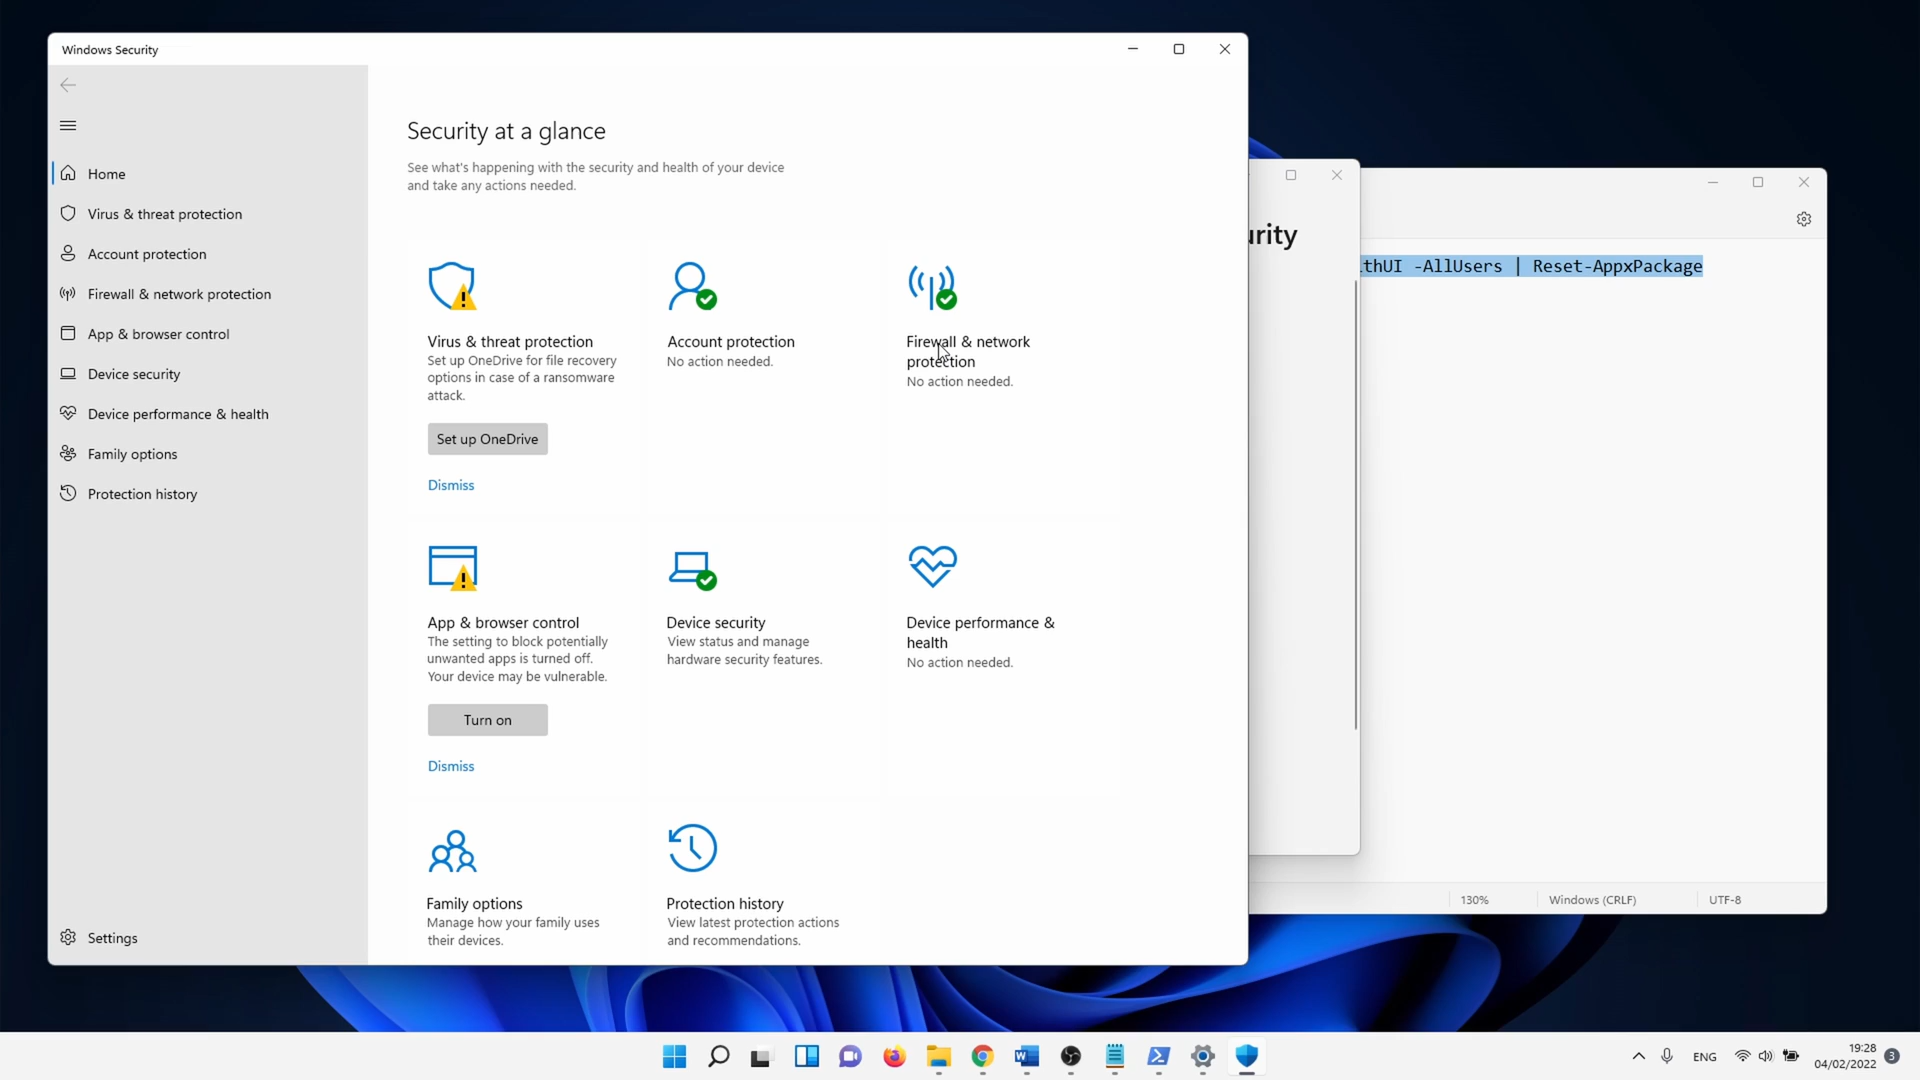 Windows Security
Home
Virus & threat protection
Account protection
Firewall & network protection
App & browser control
Device security
Device performance & health
Family options
Protection history
Settings
Security at a glance
See what's happening with the security and health of your device
and take any actions needed.
Virus & threat protection
Set up OneDrive for file recovery
options in case of a ransomware
attack.
Set up OneDrive
Dismiss
Account protection
No action needed.
Firewall & network
protection
No action needed.
App & browser control
The setting to block potentially
unwanted apps is turned off.
Your device may be vulnerable.
Turn on
Dismiss
Device security
View status and manage
hardware security features.
Device performance &
health
No action needed.
Family options
Manage how your family uses
their devices.
Protection history
View latest protection actions
and recommendations.
urity
thUI -AllUsers | Reset-AppxPackage
130%
Windows (CRLF)
UTF-8
ENG
19:28
04/02/2022
3